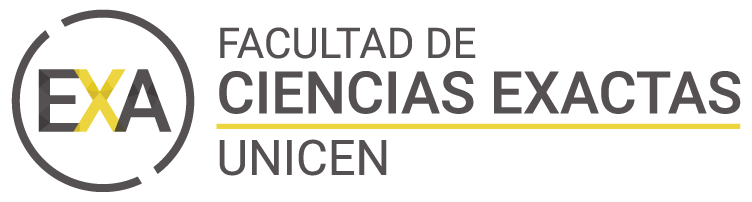 EXA
FACULTAD DE
CIENCIAS EXACTAS
UNICEN